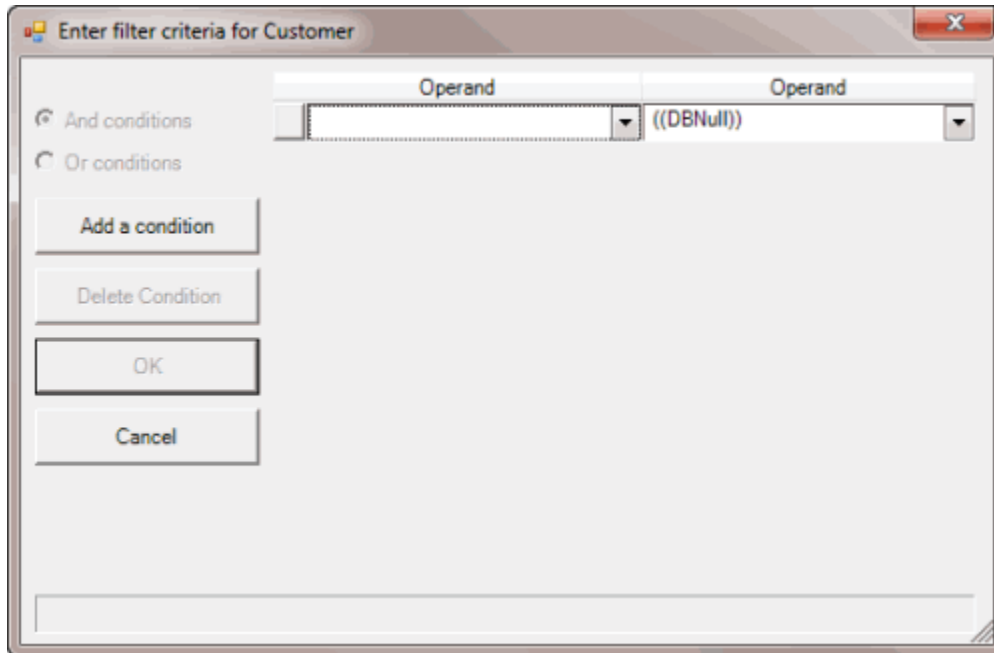 Enter filter criteria for Customer
Operand Operand
And conditions
((DBNull))
Or conditions
Add a condition
Delete Condition
OK
Cancel